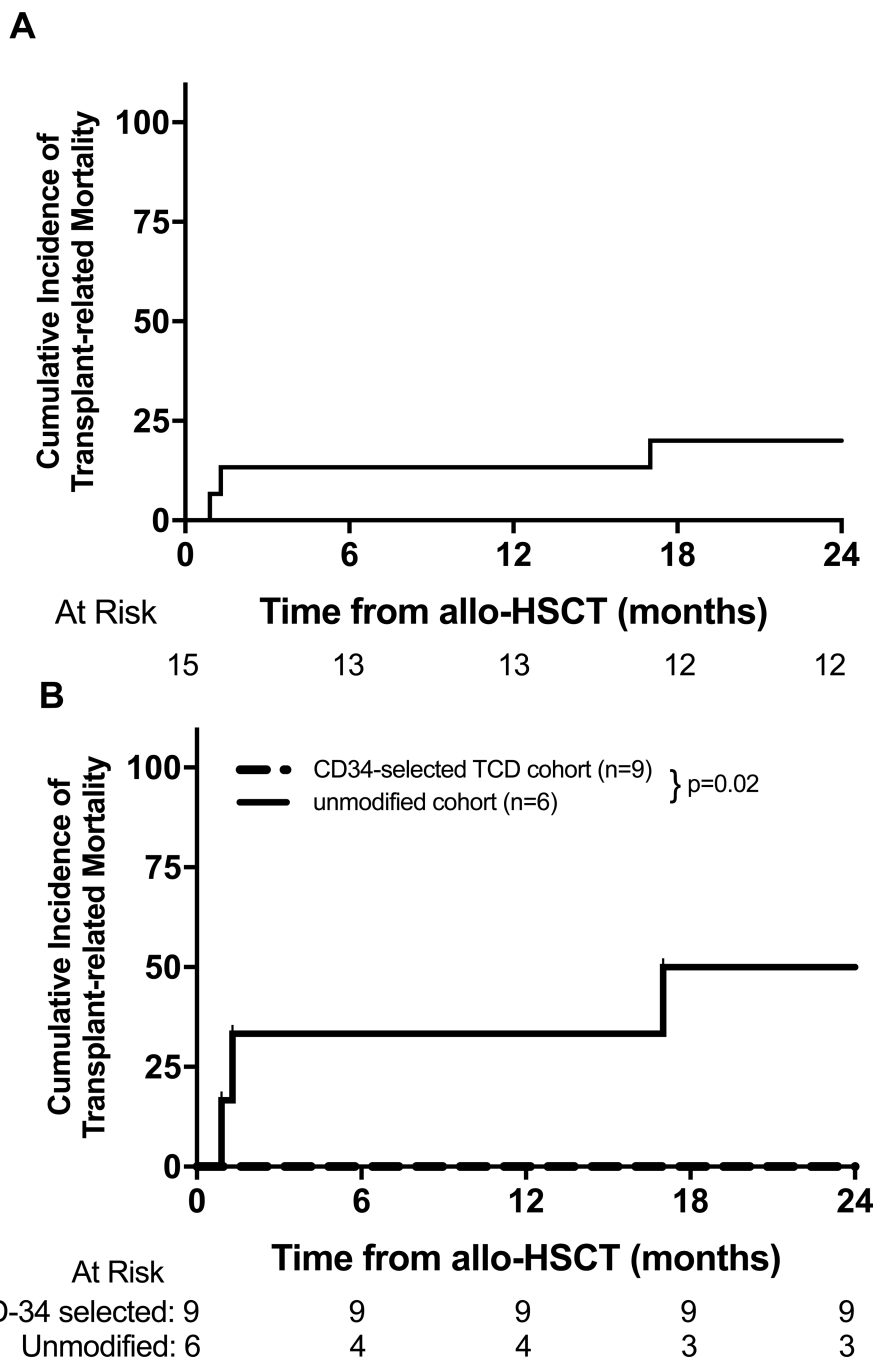 A
Cumulative Incidence of
Transplant-related Mortality
100
75
50
25
0
0 6 12 18 24
At Risk Time from allo-HSCT (months)
15 13 13 12 12
B
Cumulative Incidence of
Transplant-related Mortality
100
75
50
25
0
CD34-selected TCD cohort (n=9)
unmodified cohort (n=6)
} p=0.02
0 6 12 18 24
Time from allo-HSCT (months)
At Risk
D-34 selected: 9 9 9 9 9
Unmodified: 6 4 4 3 3